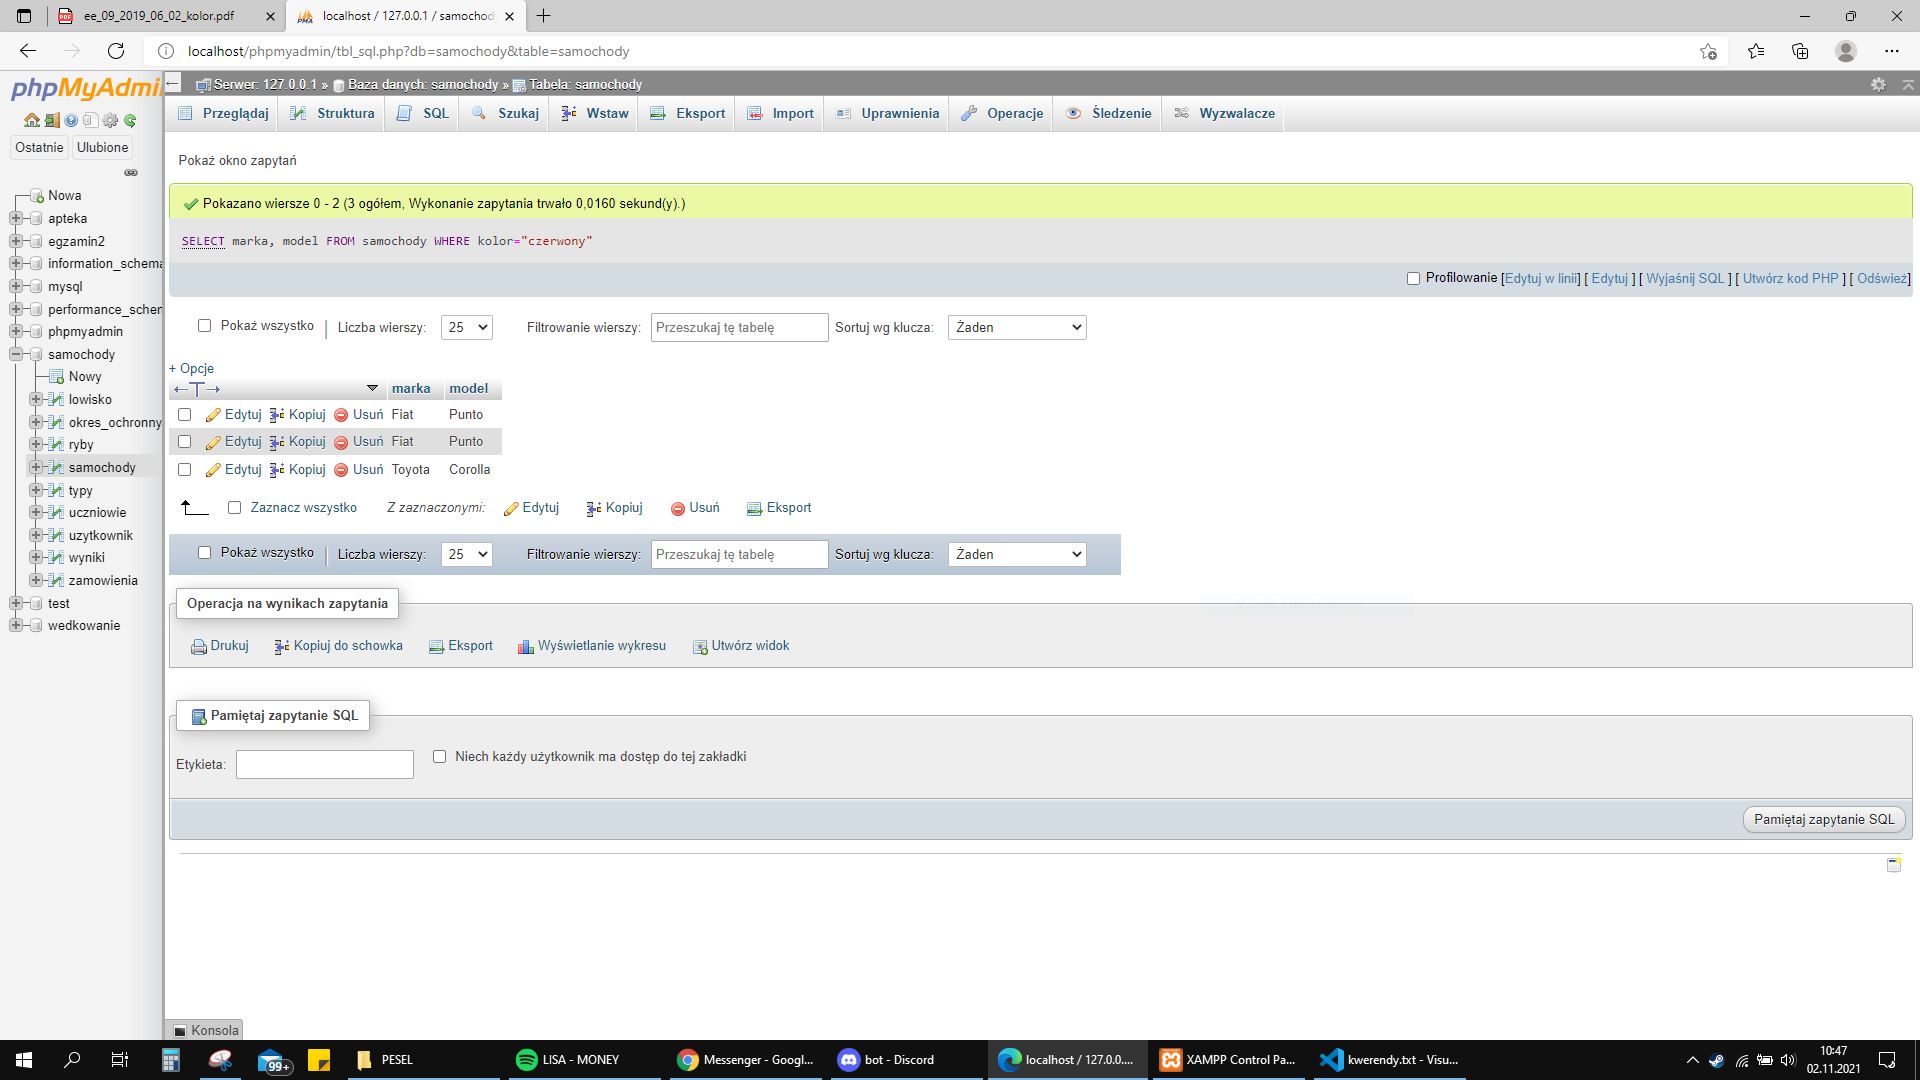 ee_09_2019_06_02_kolor.pdf
localhost / 127.0.0.1 / samochod
localhost/phpmyadmin/tbl_sql.php?db=samochody&table=samochody
phpMyAdmi
Serwer: 127.0.0.1 » Baza danych: samochody » Tabela: samochody
Przeglądaj Struktura SQL Szukaj Wstaw Eksport Import Uprawnienia Operacje Śledzenie Wyzwalacze
Ostatnie Ulubione
Nowa
apteka
egzamin2
information_schema
mysql
performance_schem
phpmyadmin
samochody
Nowy
lowisko
okres_ochronny
ryby
samochody
typy
uczniowie
uzytkownik
wyniki
zamowienia
test
wedkowanie
Pokaż okno zapytań
Pokazano wiersze 0 - 2 (3 ogółem, Wykonanie zapytania trwało 0,0160 sekund(y).)
SELECT marka, model FROM samochody WHERE kolor="czerwony"
Profilowanie [Edytuj w linii] [ Edytuj ] [ Wyjaśnij SQL ] [ Utwórz kod PHP ] [ Odśwież]
Pokaż wszystko Liczba wierszy: 25 Filtrowanie wierszy: Przeszukaj tę tabelę Sortuj wg klucza: Żaden
+ Opcje
←T→ marka model
Edytuj Kopiuj Usuń Fiat Punto
Edytuj Kopiuj Usuń Fiat Punto
Edytuj Kopiuj Usuń Toyota Corolla
Zaznacz wszystko Z zaznaczonymi: Edytuj Kopiuj Usuń Eksport
Pokaż wszystko Liczba wierszy: 25 Filtrowanie wierszy: Przeszukaj tę tabelę Sortuj wg klucza: Żaden
Operacja na wynikach zapytania
Drukuj Kopiuj do schowka Eksport Wyświetlanie wykresu Utwórz widok
Pamiętaj zapytanie SQL
Etykieta: Niech każdy użytkownik ma dostęp do tej zakładki
Pamiętaj zapytanie SQL
Konsola
99+ PESEL LISA - MONEY Messenger - Googl... bot - Discord localhost / 127.0.0.... XAMPP Control Pa... kwerendy.txt - Visu...
10:47
02.11.2021